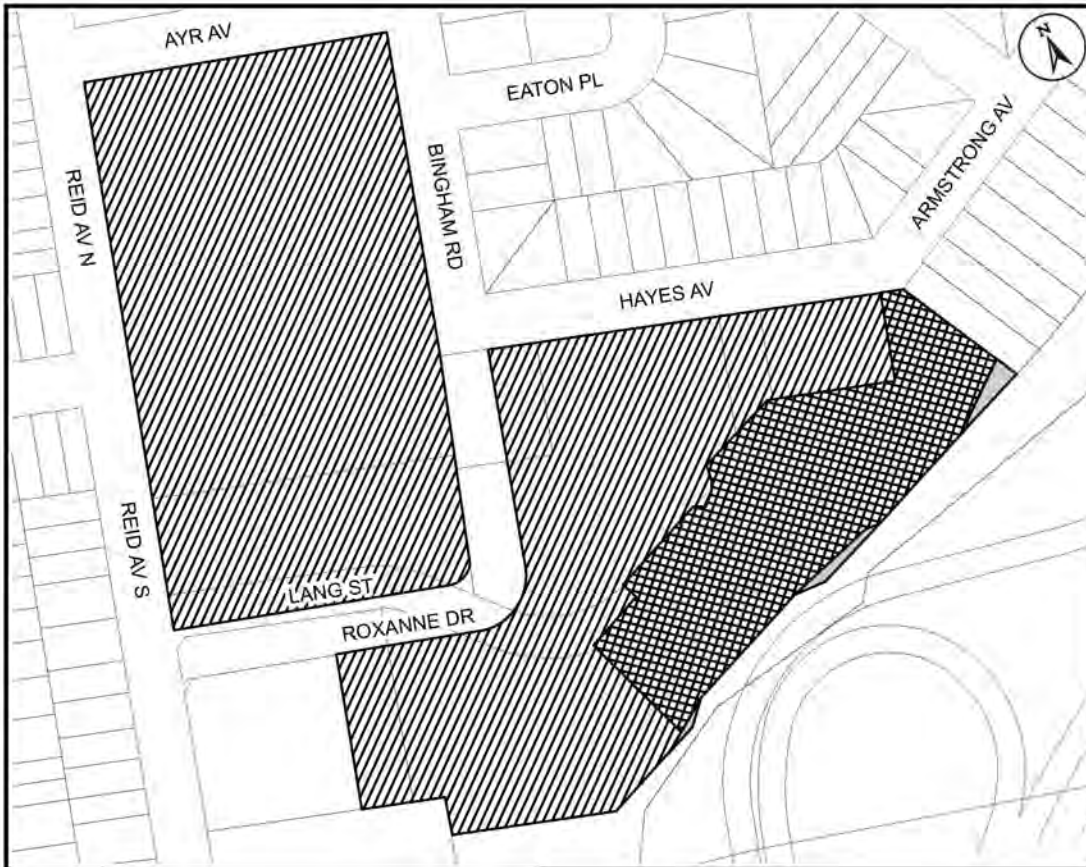 AYR AV
N
EATON PL
ARMSTRONG AV
BINGHAM RD
REID AV N
HAYES AV
REID AV S
LANG ST
ROXANNE DR